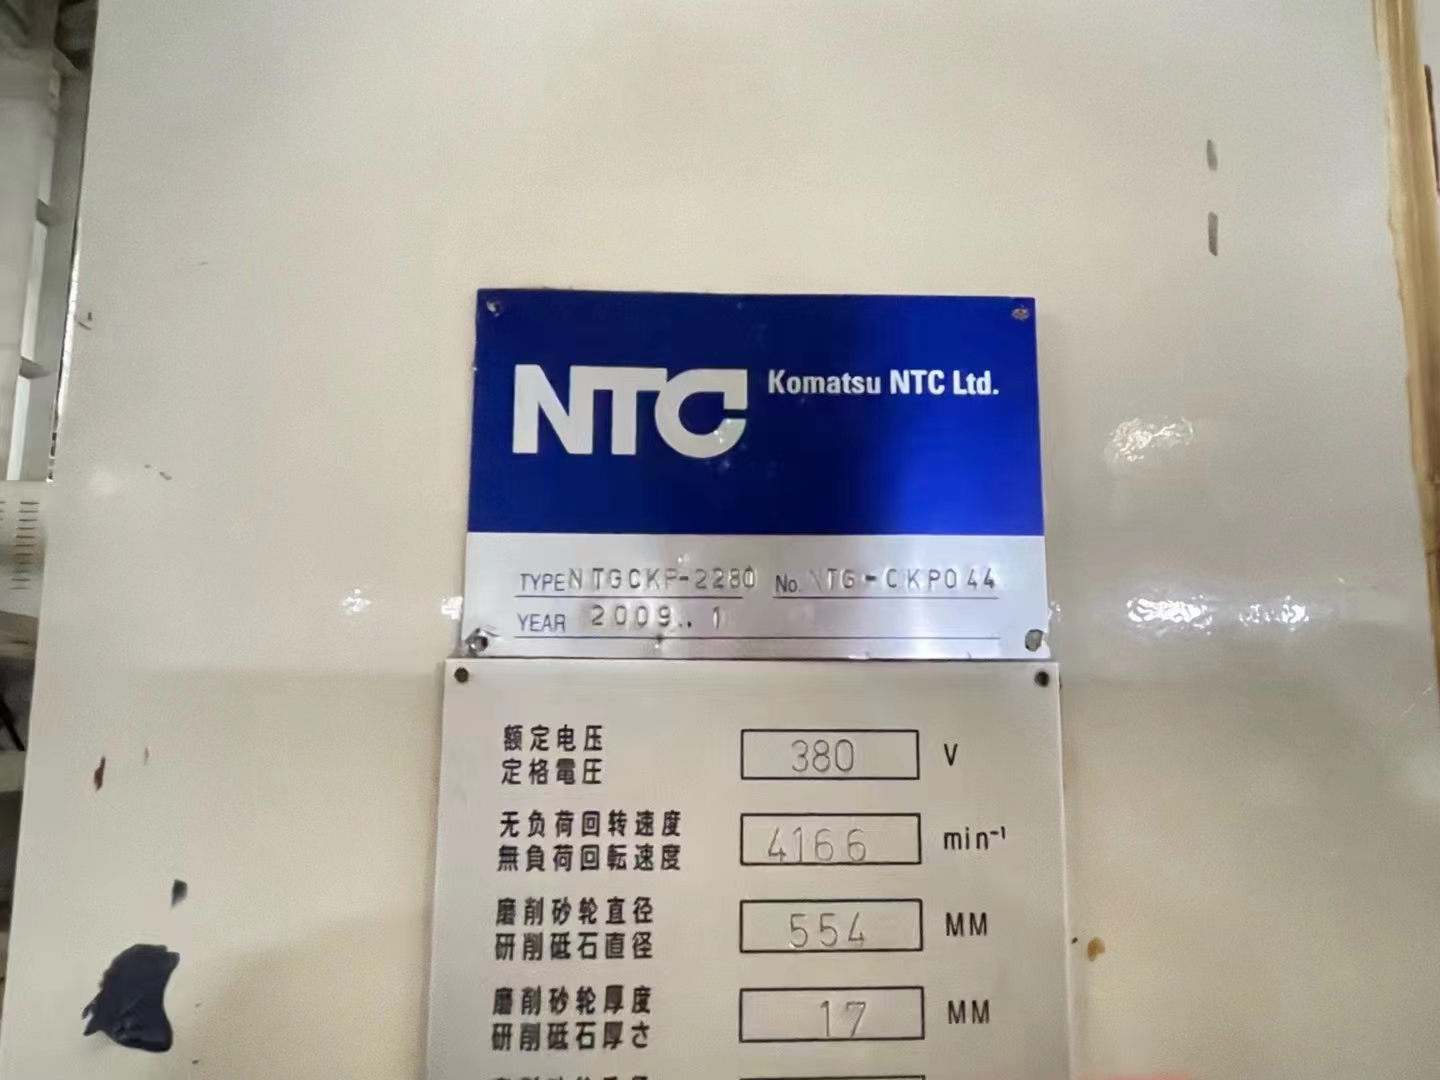 NTC Komatsu NTC Ltd.
TYPE NTGCKP-2280 No. NTG-CKP044
YEAR 2009. 1
额定电压
定格電圧
380 V
无负荷回转速度
無負荷回転速度
4166 min⁻¹
磨削砂轮直径
研削砥石直径
554 MM
磨削砂轮厚度
研削砥石厚さ
17 MM